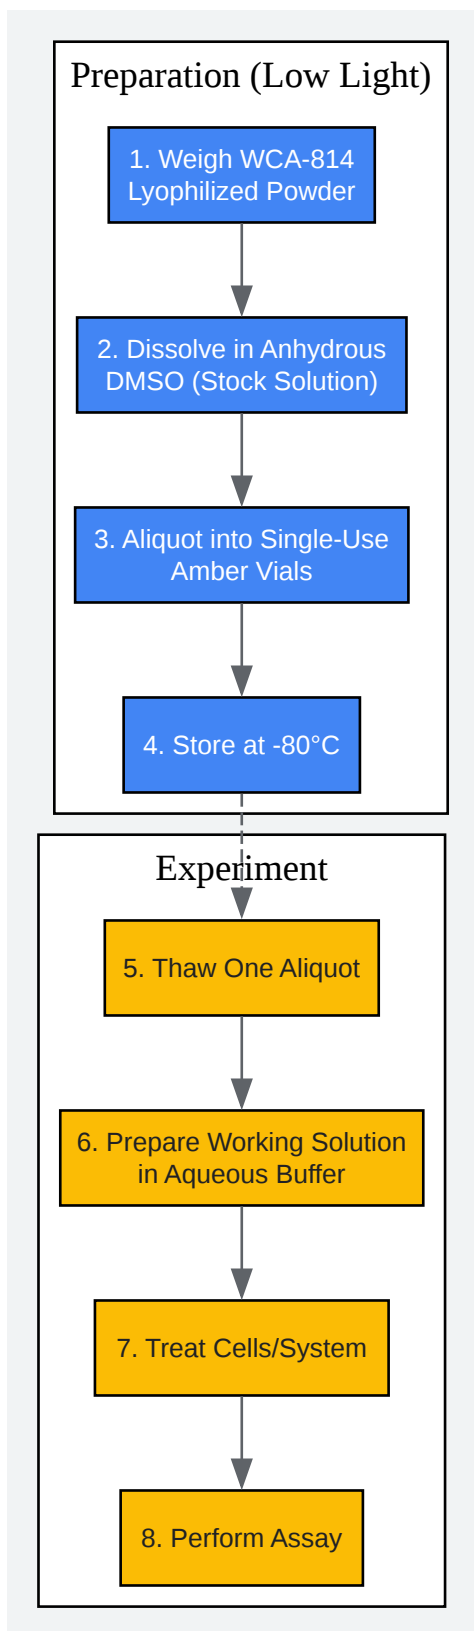 Preparation (Low Light)
1. Weigh WCA-814
Lyophilized Powder
2. Dissolve in Anhydrous
DMSO (Stock Solution)
3. Aliquot into Single-Use
Amber Vials
4. Store at -80°C
Experiment
5. Thaw One Aliquot
6. Prepare Working Solution
in Aqueous Buffer
7. Treat Cells/System
8. Perform Assay